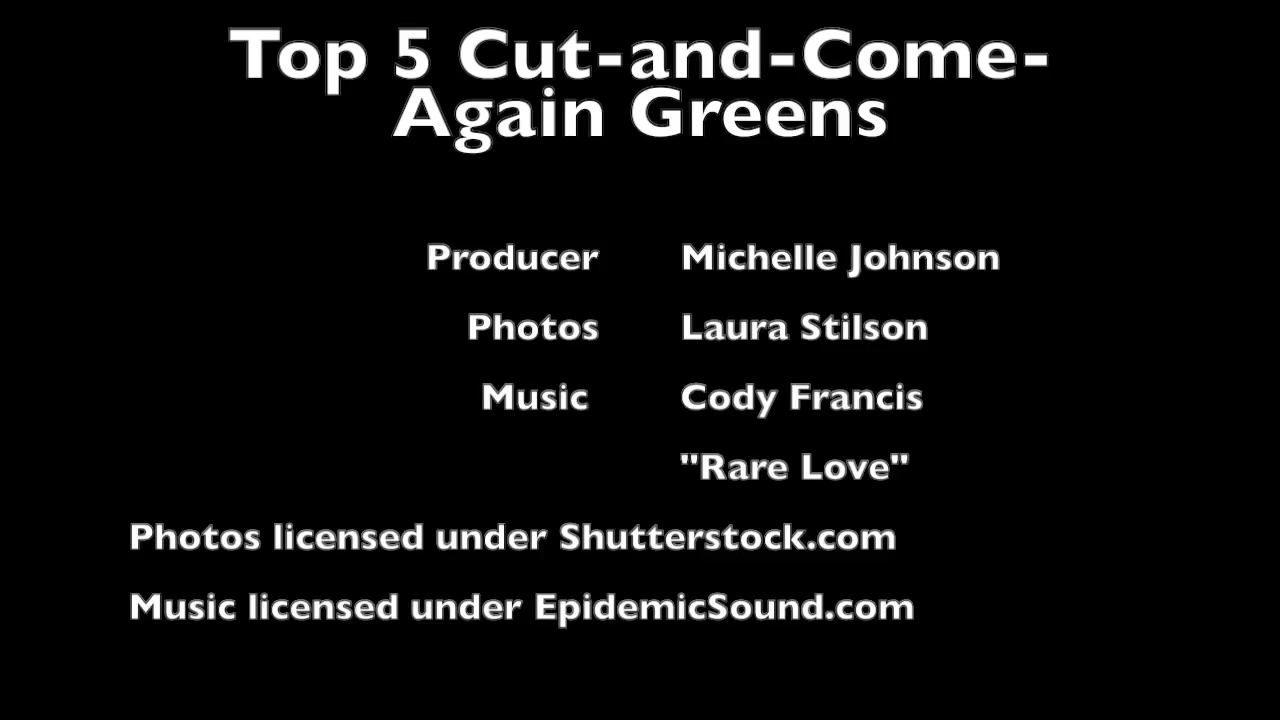 Top 5 Cut-and-Come-
Again Greens
Producer Michelle Johnson
Photos Laura Stilson
Music Cody Francis
"Rare Love"
Photos licensed under Shutterstock.com
Music licensed under EpidemicSound.com